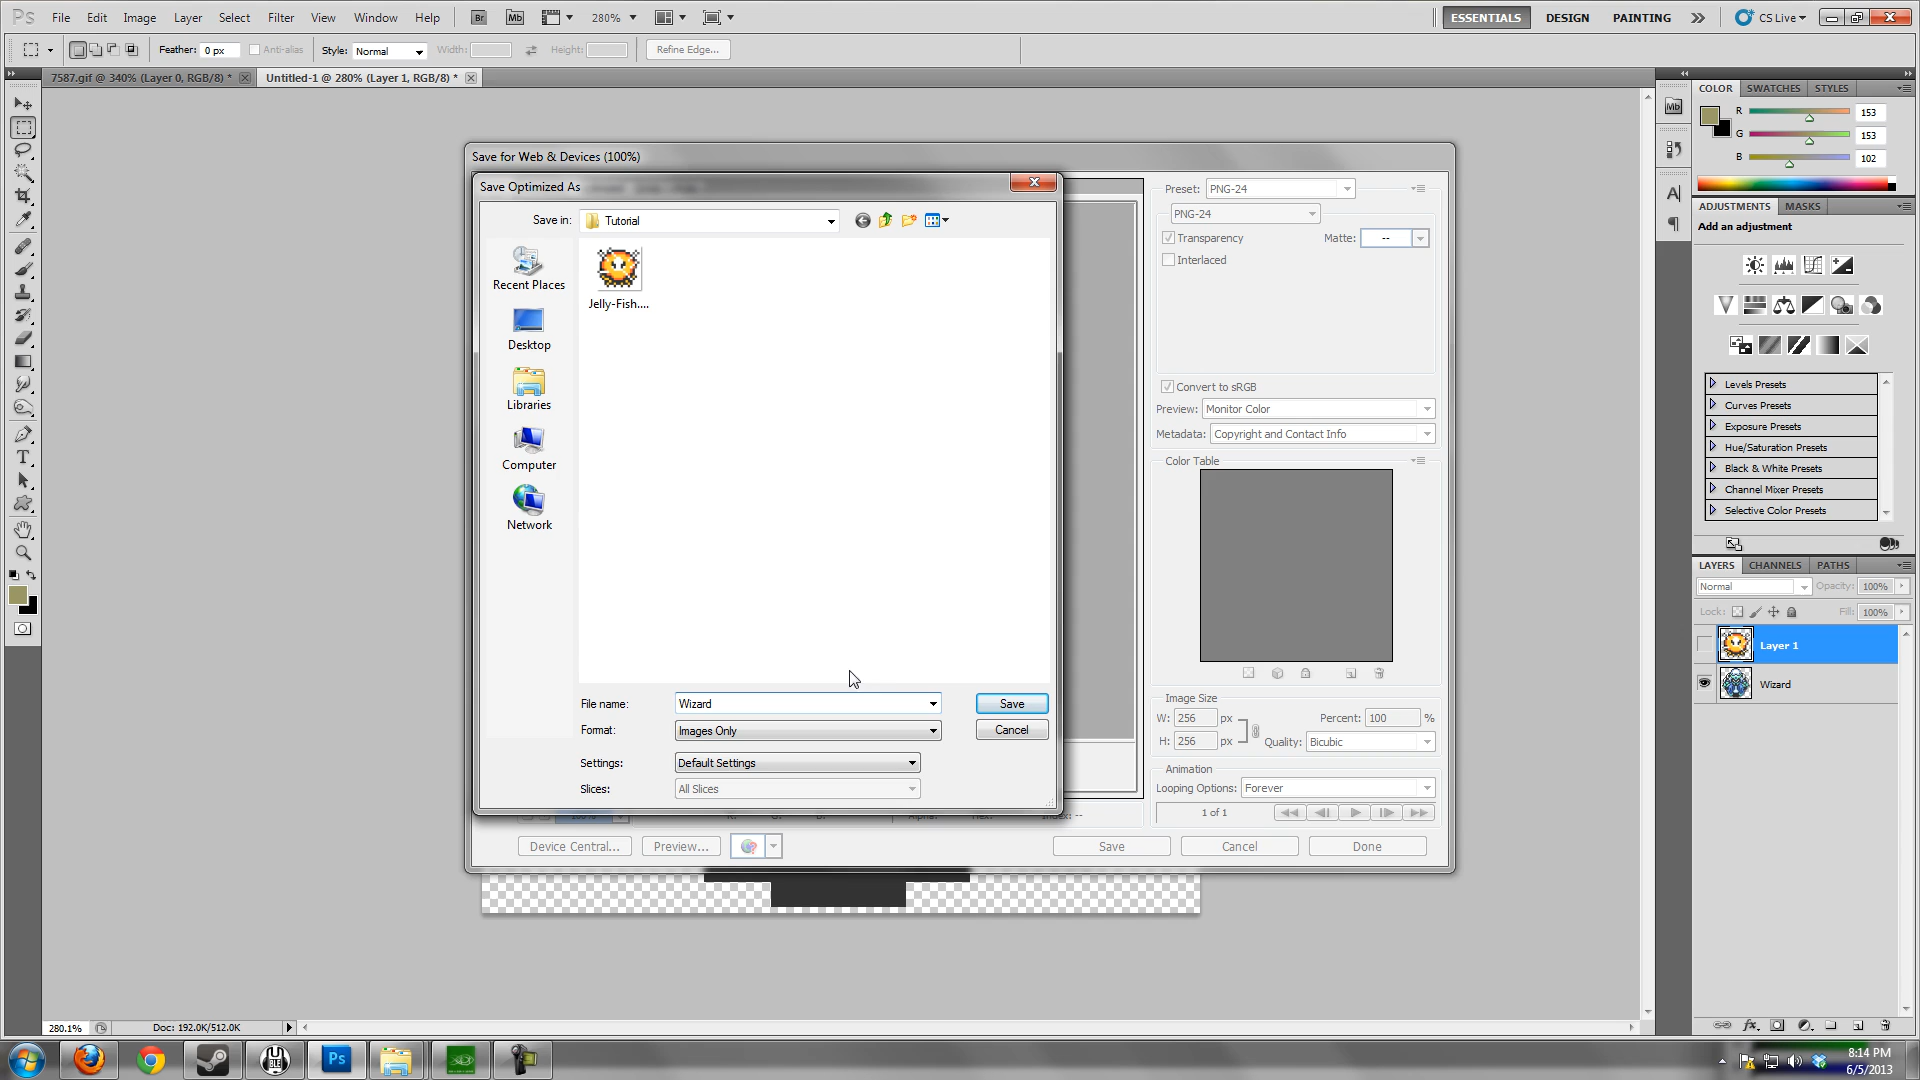 Ps File Edit Image Layer Select Filter View Window Help Br Mb 280% ESSENTIALS DESIGN PAINTING CS Live
Feather: 0 px Anti-alias Style: Normal Width: Height: Refine Edge...
7587.gif @ 340% (Layer 0, RGB/8) * Untitled-1 @ 280% (Layer 1, RGB/8) *
COLOR SWATCHES STYLES
R 153
G 153
B 102
Mb
ADJUSTMENTS MASKS
Add an adjustment
Levels Presets
Curves Presets
Exposure Presets
Hue/Saturation Presets
Black & White Presets
Channel Mixer Presets
Selective Color Presets
LAYERS CHANNELS PATHS
Normal Opacity: 100%
Lock: Fill: 100%
Layer 1
Wizard
Save for Web & Devices (100%)
Save Optimized As
Save in: Tutorial
Recent Places
Desktop
Libraries
Computer
Network
Jelly-Fish....
File name: Wizard Save
Format: Images Only Cancel
Settings: Default Settings
Slices: All Slices
Preset: PNG-24
PNG-24
Transparency Matte: --
Interlaced
Convert to sRGB
Preview: Monitor Color
Metadata: Copyright and Contact Info
Color Table
Image Size
W: 256 px Percent: 100 %
H: 256 px Quality: Bicubic
Animation
Looping Options: Forever
1 of 1
Device Central... Preview... Save Cancel Done
280.1% Doc: 192.0K/512.0K
Ps
8:14 PM
6/5/2013